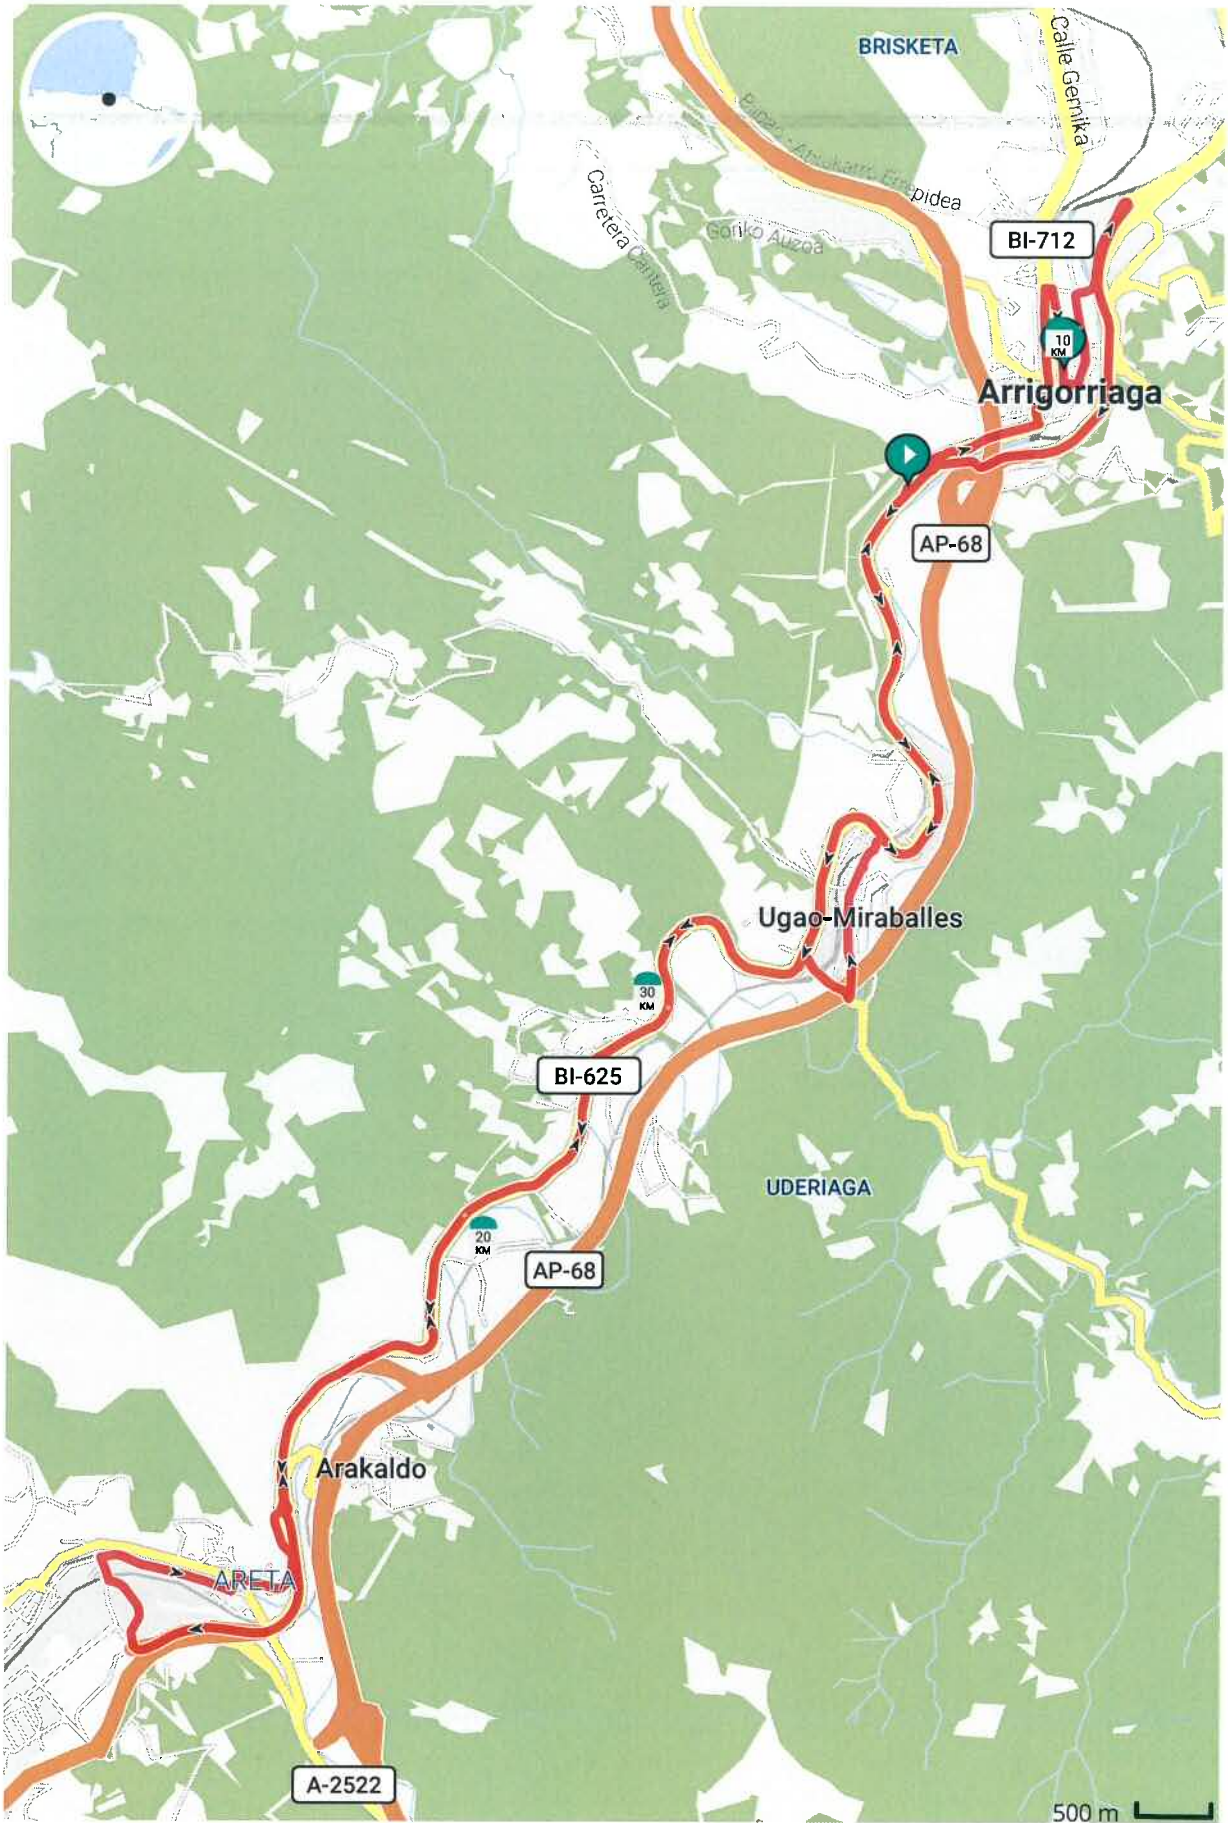 BRISKETA
Calle Gernika
Errepidea
Carretera Cantera
Goriko Auzoa
BI-712
10
KM
Arrigorriaga
AP-68
Ugao-Miraballes
30
KM
BI-625
UDERIAGA
20
KM
AP-68
Arakaldo
ARETA
A-2522
500 m